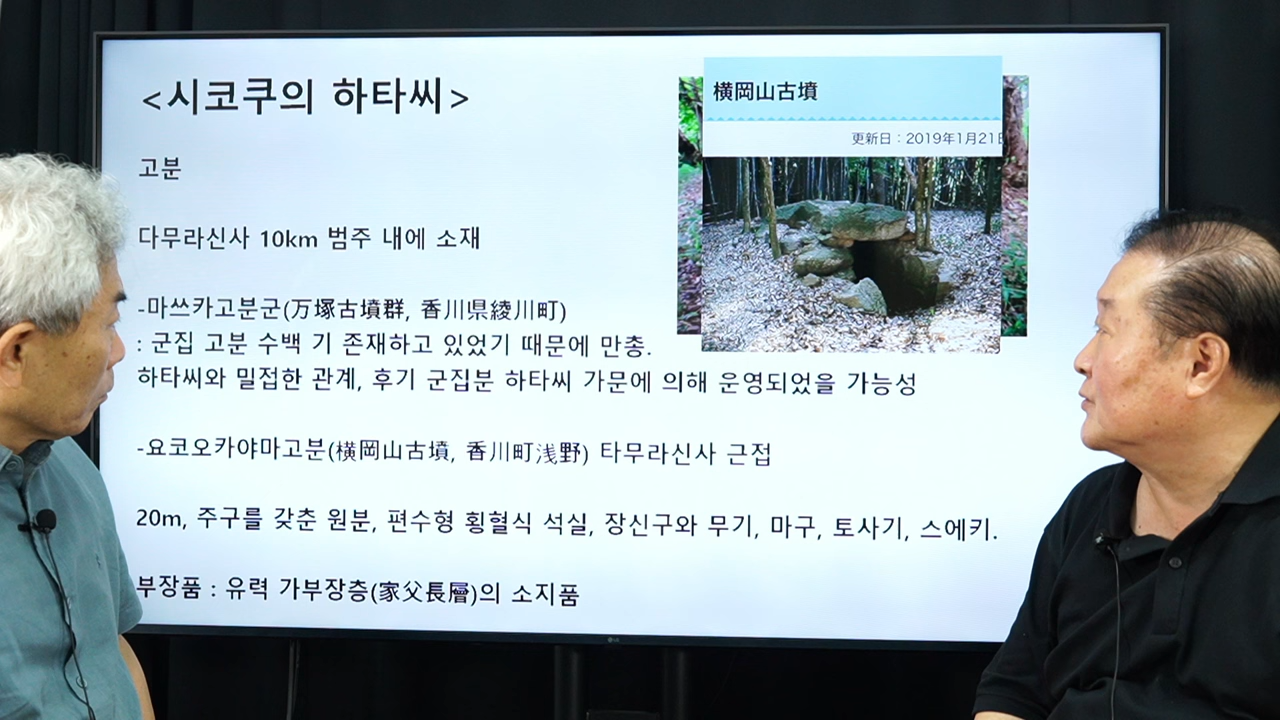 <시코쿠의 하타씨>
고분
다무라신사 10km 범주 내에 소재
-마쓰카고분군(万塚古墳群, 香川県綾川町)
: 군집 고분 수백 기 존재하고 있었기 때문에 만총.
하타씨와 밀접한 관계, 후기 군집분 하타씨 가문에 의해 운영되었을 가능성
-요코오카야마고분(横岡山古墳, 香川町浅野) 타무라신사 근접
20m, 주구를 갖춘 원분, 편수형 횡혈식 석실, 장신구와 무기, 마구, 토사기, 스에키.
부장품 : 유력 가부장층(家父長層)의 소지품
横岡山古墳
更新日：2019年1月21日
LG